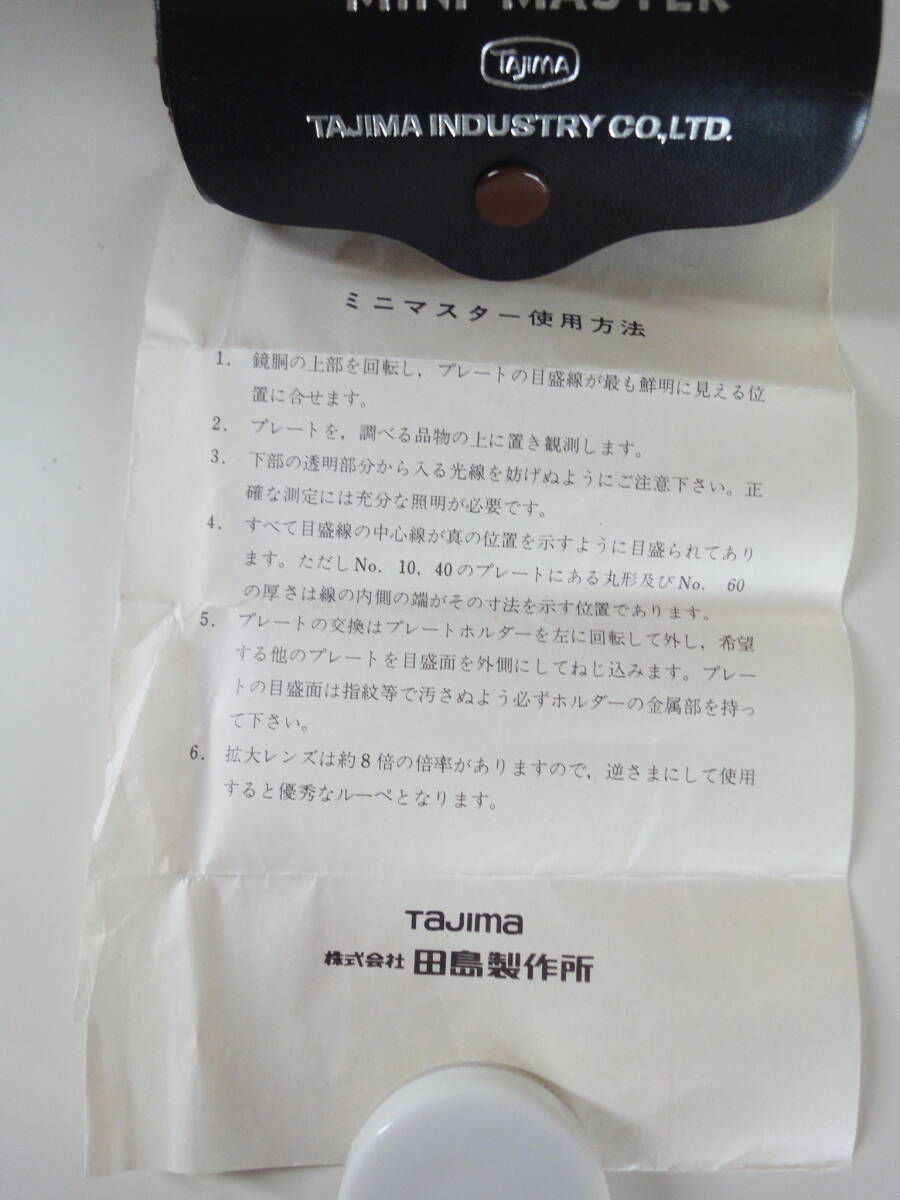 MINI MASTER
TAJIMA
TAJIMA INDUSTRY CO.,LTD.
ミニマスター使用方法
1. 鏡胴の上部を回転し，プレートの目盛線が最も鮮明に見える位
置に合せます。
2. プレートを，調べる品物の上に置き観測します。
3. 下部の透明部分から入る光線を妨げぬようにご注意下さい。正
確な測定には充分な照明が必要です。
4. すべて目盛線の中心線が真の位置を示すように目盛られてあり
ます。ただしNo. 10, 40のプレートにある丸形及びNo. 60
の厚さは線の内側の端がその寸法を示す位置であります。
5. プレートの交換はプレートホルダーを左に回転して外し，希望
する他のプレートを目盛面を外側にしてねじ込みます。プレー
トの目盛面は指紋等で汚さぬよう必ずホルダーの金属部を持っ
て下さい。
6. 拡大レンズは約8倍の倍率がありますので，逆さまにして使用
すると優秀なルーペとなります。
TaJIma
株式会社 田島製作所